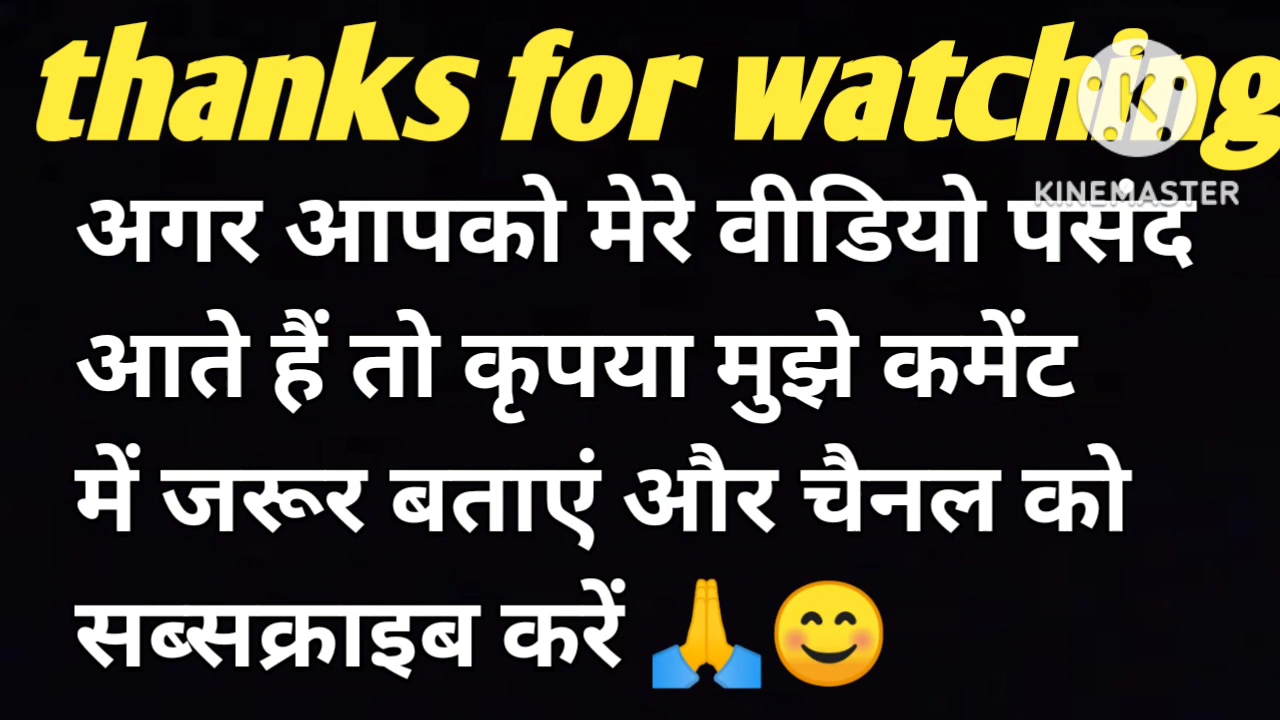 thanks for watching
KINEMASTER
अगर आपको मेरे वीडियो पसंद
आते हैं तो कृपया मुझे कमेंट
में जरूर बताएं और चैनल को
सब्सक्राइब करें 🙏😊